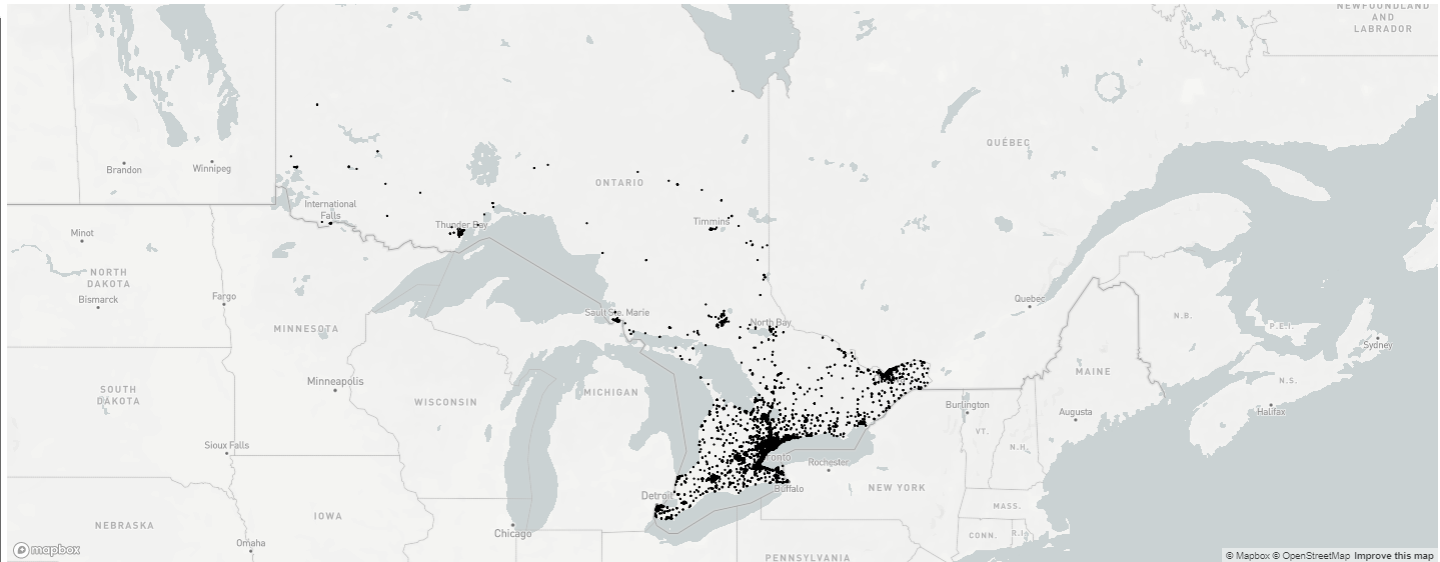 NEWFOUNDLAND
AND
LABRADOR
QUÉBEC
Brandon
Winnipeg
ONTARIO
International
Falls
Thunder Bay
Timmins
Minot
NORTH
DAKOTA
Bismarck
Fargo
Quebec
Sault Ste. Marie
North Bay
N.B.
P.E.I.
MINNESOTA
Sydney
MAINE
N.S.
Minneapolis
MICHIGAN
SOUTH
DAKOTA
WISCONSIN
Burlington
Augusta
Halifax
VT.
N.H.
Sioux Falls
Rochester
Buffalo
NEW YORK
Detroit
MASS.
NEBRASKA
IOWA
Chicago
CONN.
R.I.
Omaha
PENNSYLVANIA
mapbox
© Mapbox © OpenStreetMap Improve this map